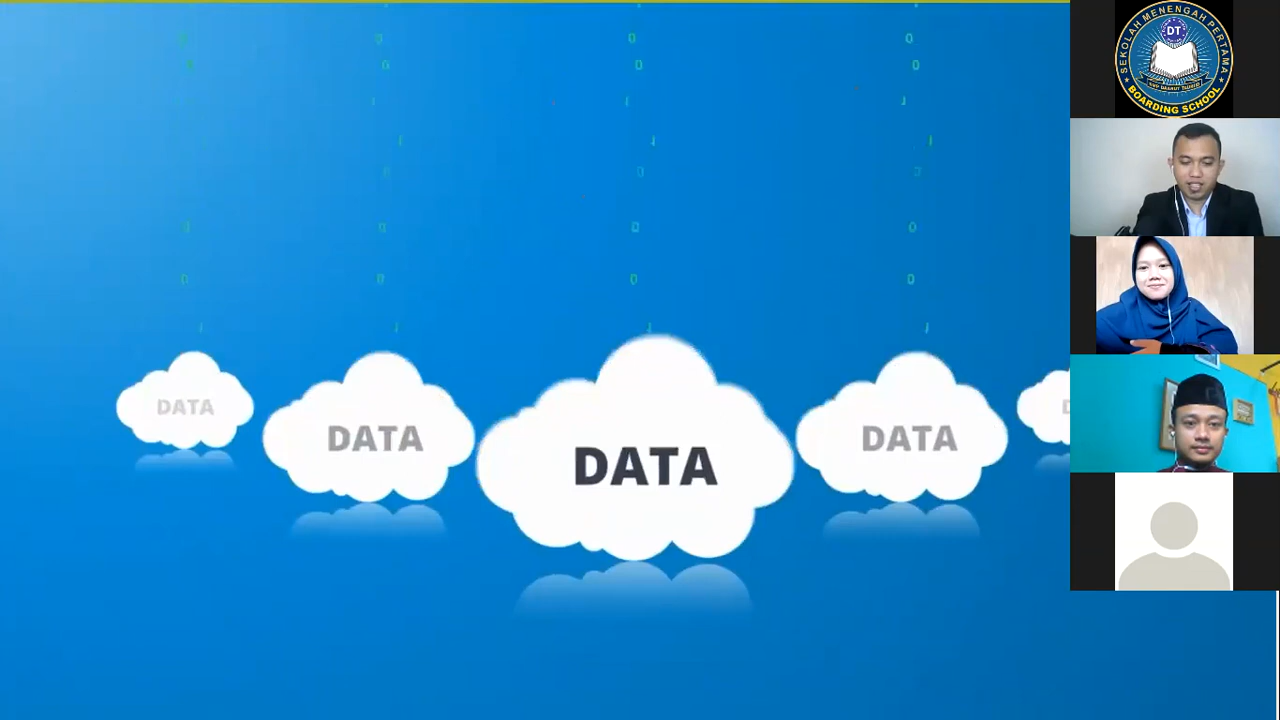 DATA
DATA
DATA
DATA
SEKOLAH MENENGAH PERTAMA
DT
BOARDING SCHOOL